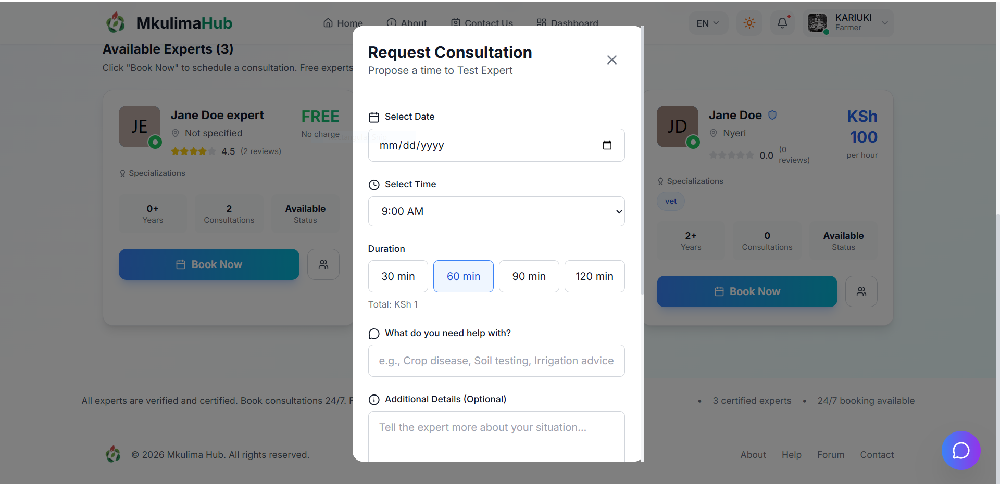 MkulimaHub
Home
About
Contact Us
Dashboard
EN
KARIUKI
Farmer
Available Experts (3)
Click "Book Now" to schedule a consultation. Free experts
JE
Jane Doe expert
Not specified
4.5 (2 reviews)
FREE
No charge
Specializations
0+
Years
2
Consultations
Available
Status
Book Now
Request Consultation
Propose a time to Test Expert
Select Date
mm/dd/yyyy
Select Time
9:00 AM
Duration
30 min
60 min
90 min
120 min
Total: KSh 1
What do you need help with?
e.g., Crop disease, Soil testing, Irrigation advice
Additional Details (Optional)
Tell the expert more about your situation...
JD
Jane Doe
Nyeri
0.0 (0
reviews)
KSh
100
per hour
Specializations
vet
2+
Years
0
Consultations
Available
Status
Book Now
All experts are verified and certified. Book consultations 24/7. F
• 3 certified experts • 24/7 booking available
© 2026 Mkulima Hub. All rights reserved.
About
Help
Forum
Contact